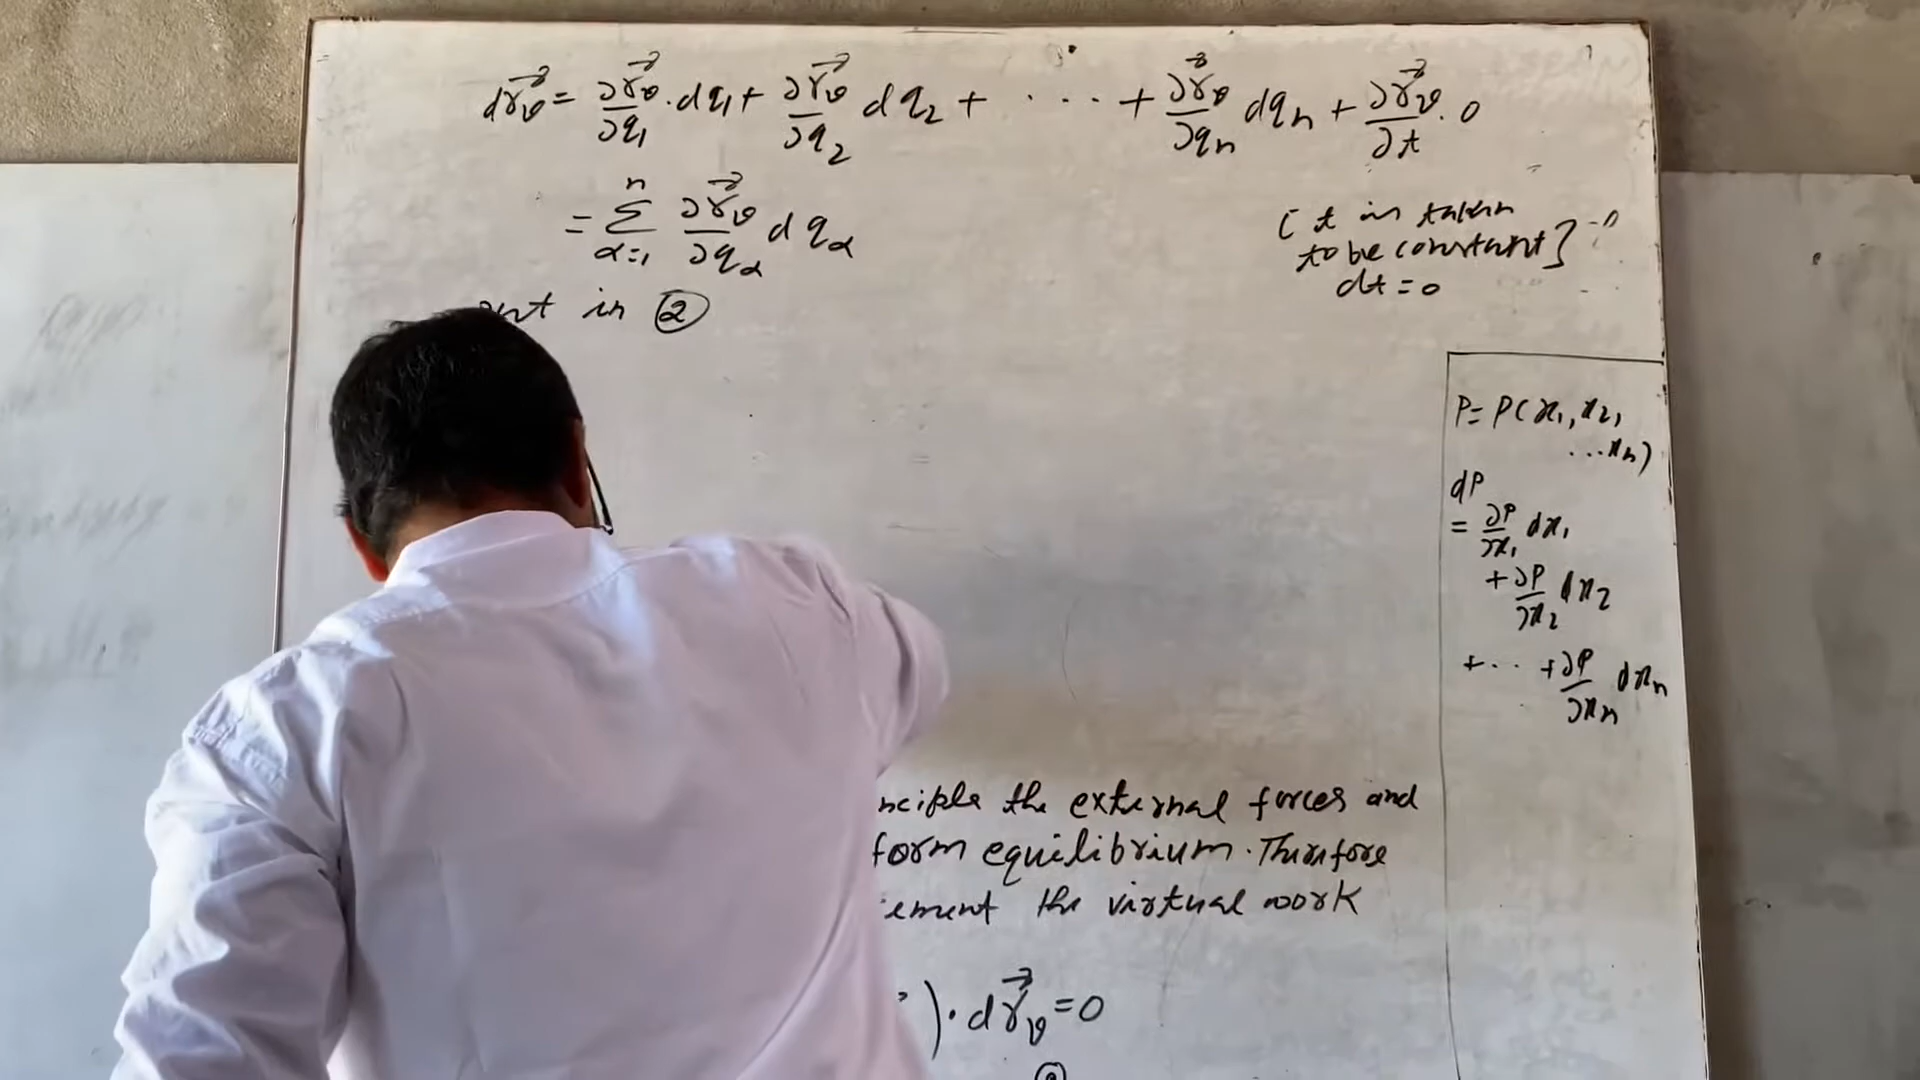 dr⃗ᵥ = ∂r⃗ᵥ/∂q₁ . dq₁ + ∂r⃗ᵥ/∂q₂ dq₂ + . ... + ∂r⃗ᵥ/∂qₙ dqₙ + ∂r⃗ᵥ/∂t . 0
= Σ_{α=1}^{n} ∂r⃗ᵥ/∂q_α dq_α
[t is taken
to be constant]
dt = 0
in ②
P = P(x₁, x₂,
...xₙ)
dP
= ∂P/∂x₁ dx₁
+ ∂P/∂x₂ dx₂
+ .. + ∂P/∂xₙ dxₙ
nciple the external forces and
form equilibrium. Therefore
ement the virtual work
) . dr⃗ᵥ = 0